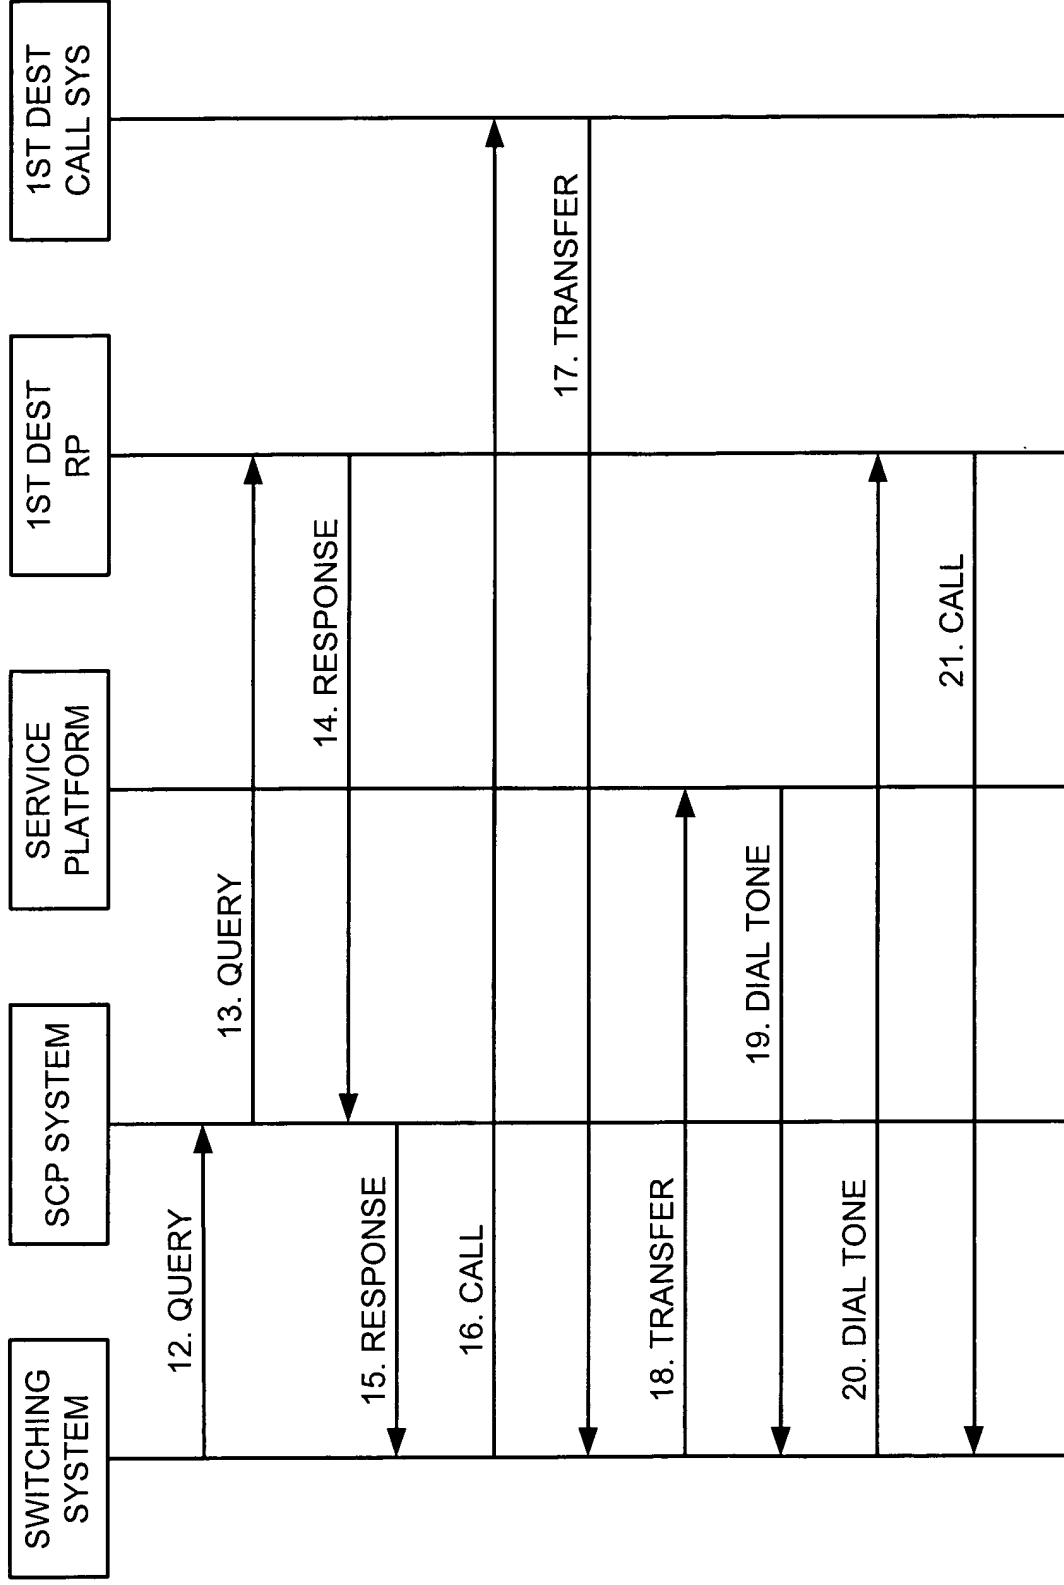 SWITCHING
SYSTEM
SCP SYSTEM
SERVICE
PLATFORM
1ST DEST
RP
1ST DEST
CALL SYS
12. QUERY
13. QUERY
14. RESPONSE
15. RESPONSE
16. CALL
17. TRANSFER
18. TRANSFER
19. DIAL TONE
20. DIAL TONE
21. CALL